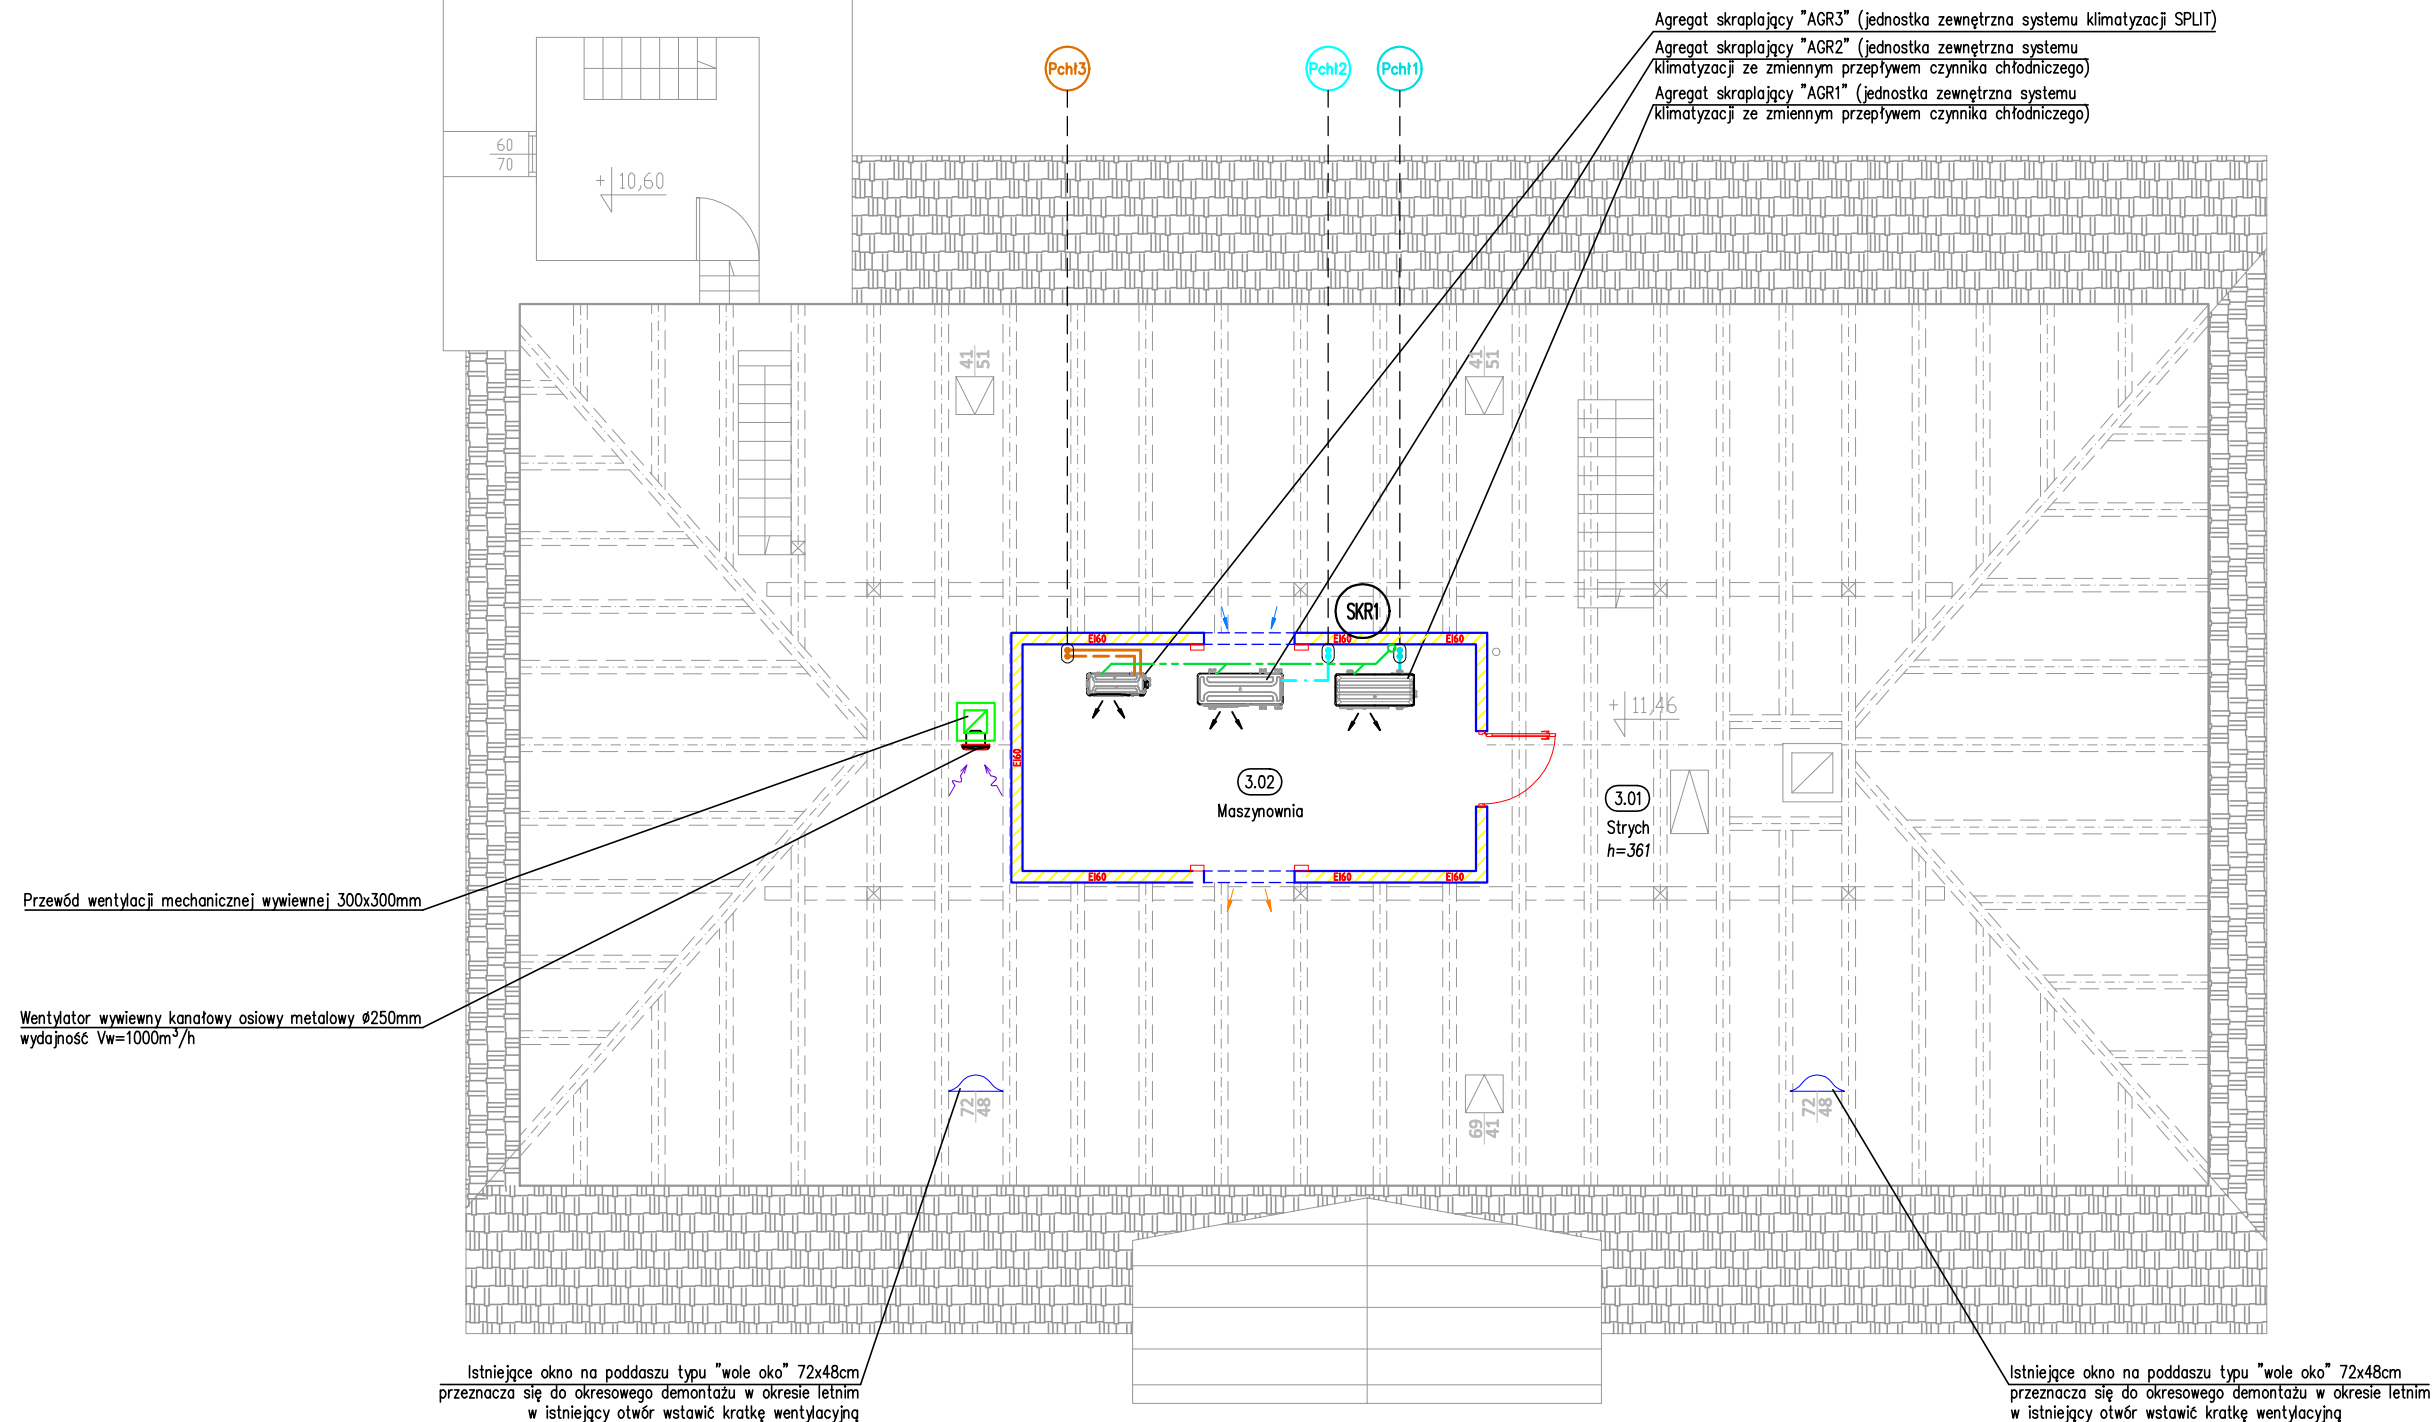 Agregat skraplający "AGR3" (jednostka zewnętrzna systemu klimatyzacji SPLIT)
Agregat skraplający "AGR2" (jednostka zewnętrzna systemu
klimatyzacji ze zmiennym przepływem czynnika chłodniczego)
Agregat skraplający "AGR1" (jednostka zewnętrzna systemu
klimatyzacji ze zmiennym przepływem czynnika chłodniczego)
Pchł3
Pchł2
Pchł1
60
70
+ 10,60
41
51
41
51
SKR1
EI60
EI60
EI60
EI60
3.02
Maszynownia
+ 11,46
3.01
Strych
h=361
EI60
EI60
EI60
Przewód wentylacji mechanicznej wywiewnej 300x300mm
Wentylator wywiewny kanałowy osiowy metalowy ø250mm
wydajność Vw=1000m³/h
72
48
69
41
72
48
Istniejące okno na poddaszu typu "wole oko" 72x48cm
przeznacza się do okresowego demontażu w okresie letnim
w istniejący otwór wstawić kratkę wentylacyjną
Istniejące okno na poddaszu typu "wole oko" 72x48cm
przeznacza się do okresowego demontażu w okresie letnim
w istniejący otwór wstawić kratkę wentylacyjną